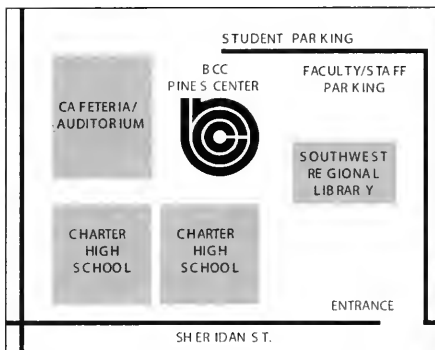 STUDENT PARKING
BCC
PINES CENTER
FACULTY/STAFF
PARKING
CAFETERIA/
AUDITORIUM
SOUTHWEST
REGIONAL
LIBRARY
CHARTER
HIGH
SCHOOL
CHARTER
HIGH
SCHOOL
ENTRANCE
SHERIDAN ST.